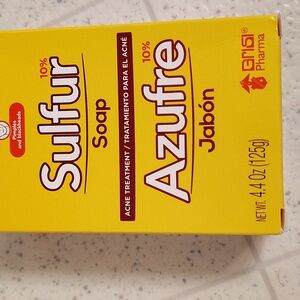 Pimples
and blackheads
10%
Sulfur
Soap
ACNE TREATMENT / TRATAMIENTO PARA EL ACNÉ
10%
Azufre
Jabón
GRISI
Pharma
NET WT. 4.4 Oz (125g)